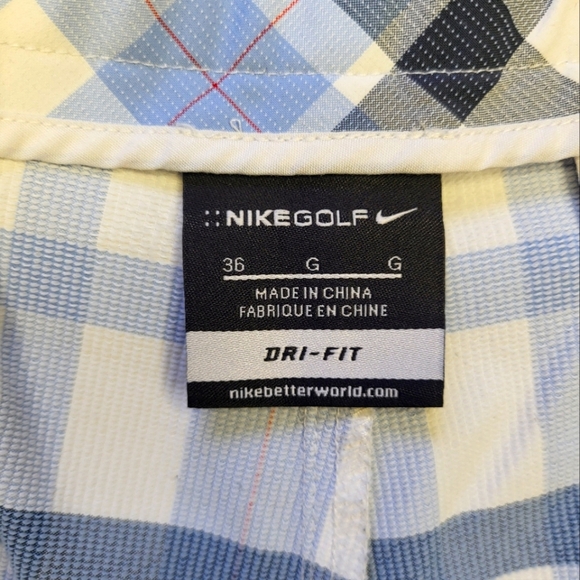 NIKEGOLF
36 G G
MADE IN CHINA
FABRIQUE EN CHINE
DRI-FIT
nikebetterworld.com